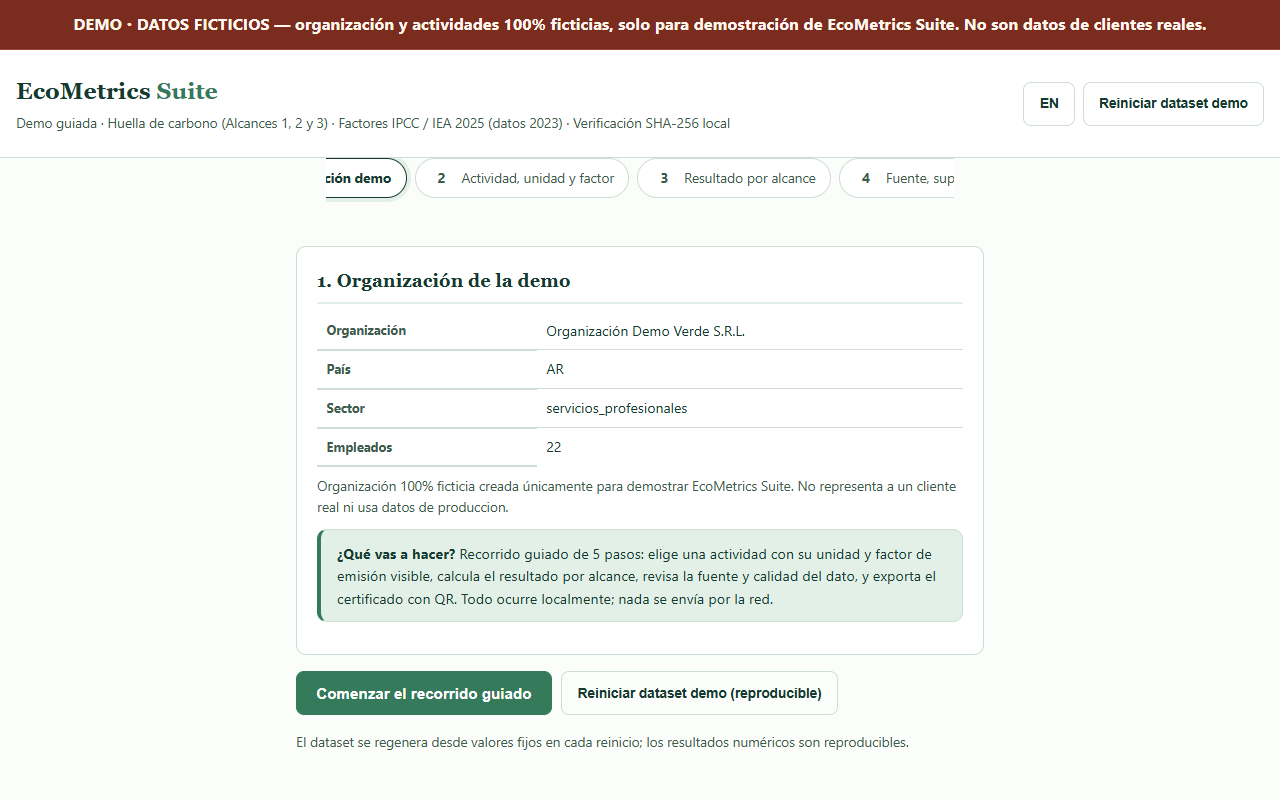 DEMO · DATOS FICTICIOS — organización y actividades 100% ficticias, solo para demostración de EcoMetrics Suite. No son datos de clientes reales.
EcoMetrics Suite
Demo guiada · Huella de carbono (Alcances 1, 2 y 3) · Factores IPCC / IEA 2025 (datos 2023) · Verificación SHA-256 local
EN
Reiniciar dataset demo
ción demo
2 Actividad, unidad y factor
3 Resultado por alcance
4 Fuente, sup
1. Organización de la demo
Organización Organización Demo Verde S.R.L.
País AR
Sector servicios_profesionales
Empleados 22
Organización 100% ficticia creada únicamente para demostrar EcoMetrics Suite. No representa a un cliente
real ni usa datos de produccion.
¿Qué vas a hacer? Recorrido guiado de 5 pasos: elige una actividad con su unidad y factor de
emisión visible, calcula el resultado por alcance, revisa la fuente y calidad del dato, y exporta el
certificado con QR. Todo ocurre localmente; nada se envía por la red.
Comenzar el recorrido guiado
Reiniciar dataset demo (reproducible)
El dataset se regenera desde valores fijos en cada reinicio; los resultados numéricos son reproducibles.